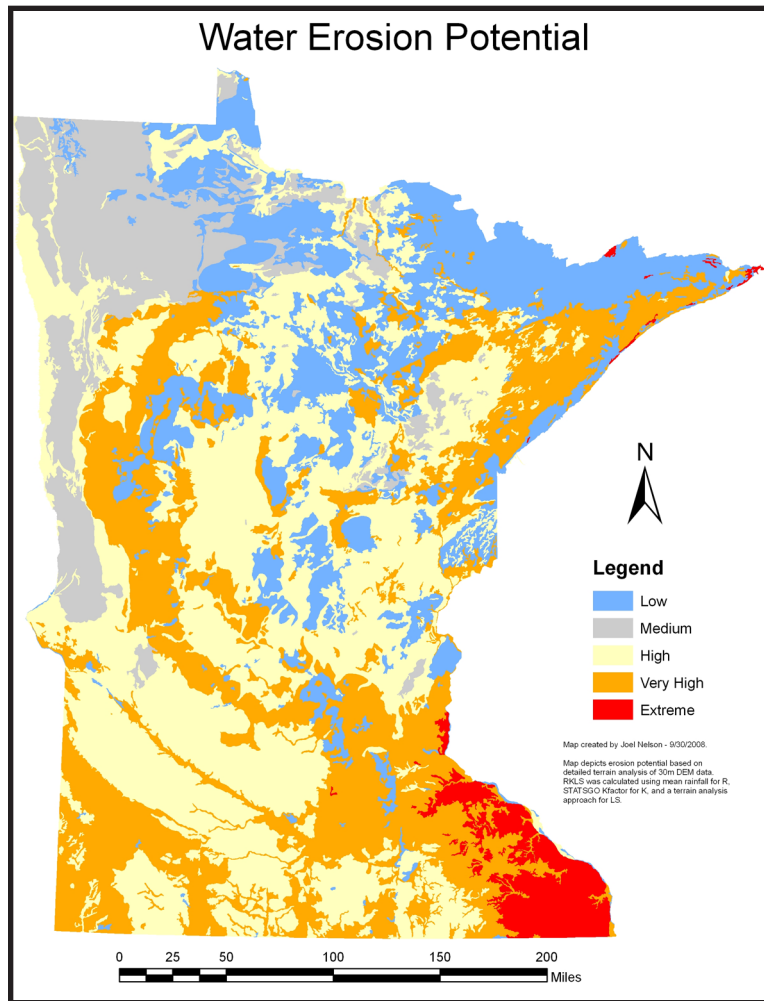 Water Erosion Potential
N
Legend
Low
Medium
High
Very High
Extreme
Map created by Joel Nelson - 9/30/2008.
Map depicts erosion potential based on
detailed terrain analysis of 30m DEM data.
RKLS was calculated using mean rainfall for R,
STATSGO Kfactor for K, and a terrain analysis
approach for LS.
0 25 50 100 150 200
Miles